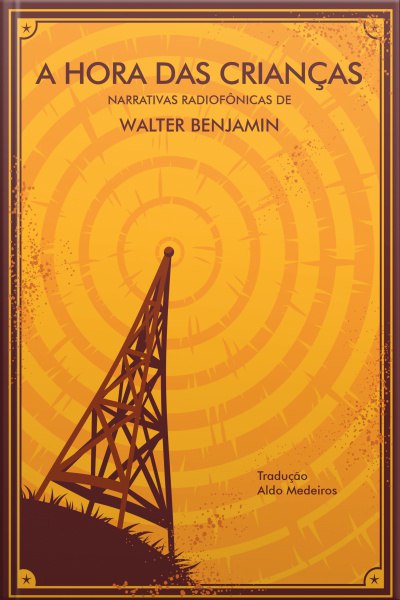 A HORA DAS CRIANÇAS
NARRATIVAS RADIOFÔNICAS DE
WALTER BENJAMIN
Tradução
Aldo Medeiros